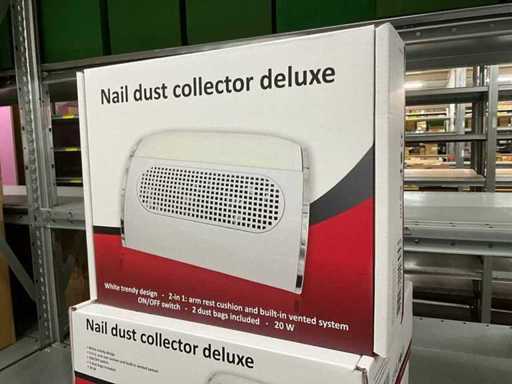 Nail dust collector deluxe
White trendy design - 2-in 1: arm rest cushion and built-in vented system
ON/OFF switch - 2 dust bags included - 20 W
Nail dust collector deluxe